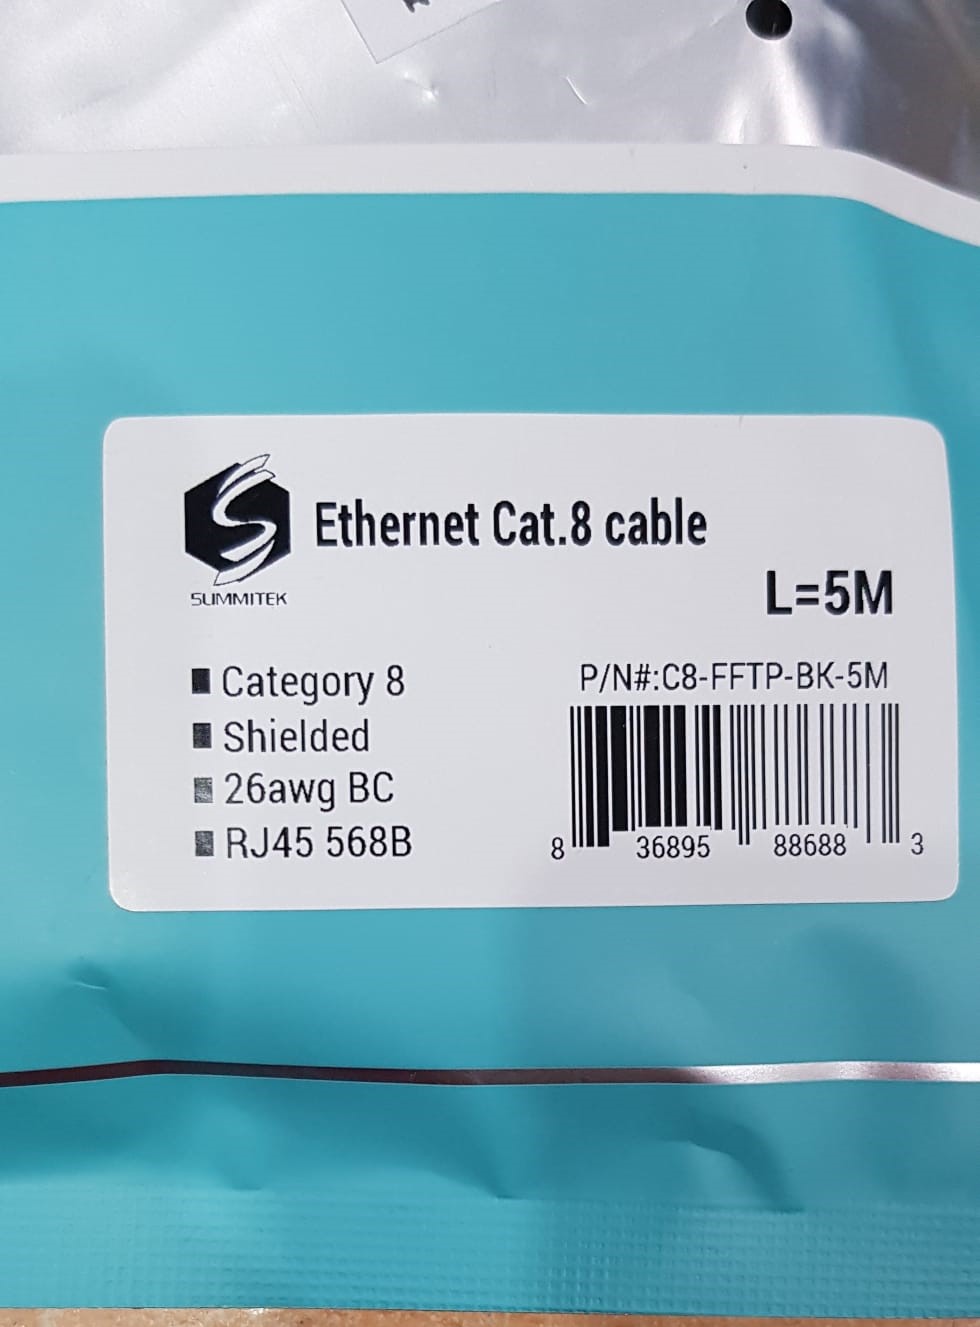 Ethernet Cat.8 cable
SUMMITEK
L=5M
Category 8
Shielded
26awg BC
RJ45 568B
P/N#:C8-FFTP-BK-5M
8 36895 88688 3